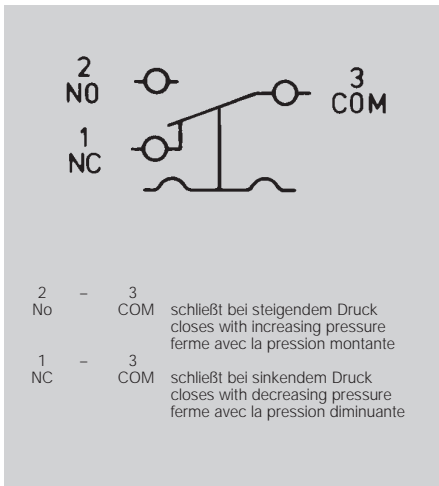 2
NO
3
COM
1
NC
2 – 3
No COM schließt bei steigendem Druck
closes with increasing pressure
ferme avec la pression montante
1 – 3
NC COM schließt bei sinkendem Druck
closes with decreasing pressure
ferme avec la pression diminuante